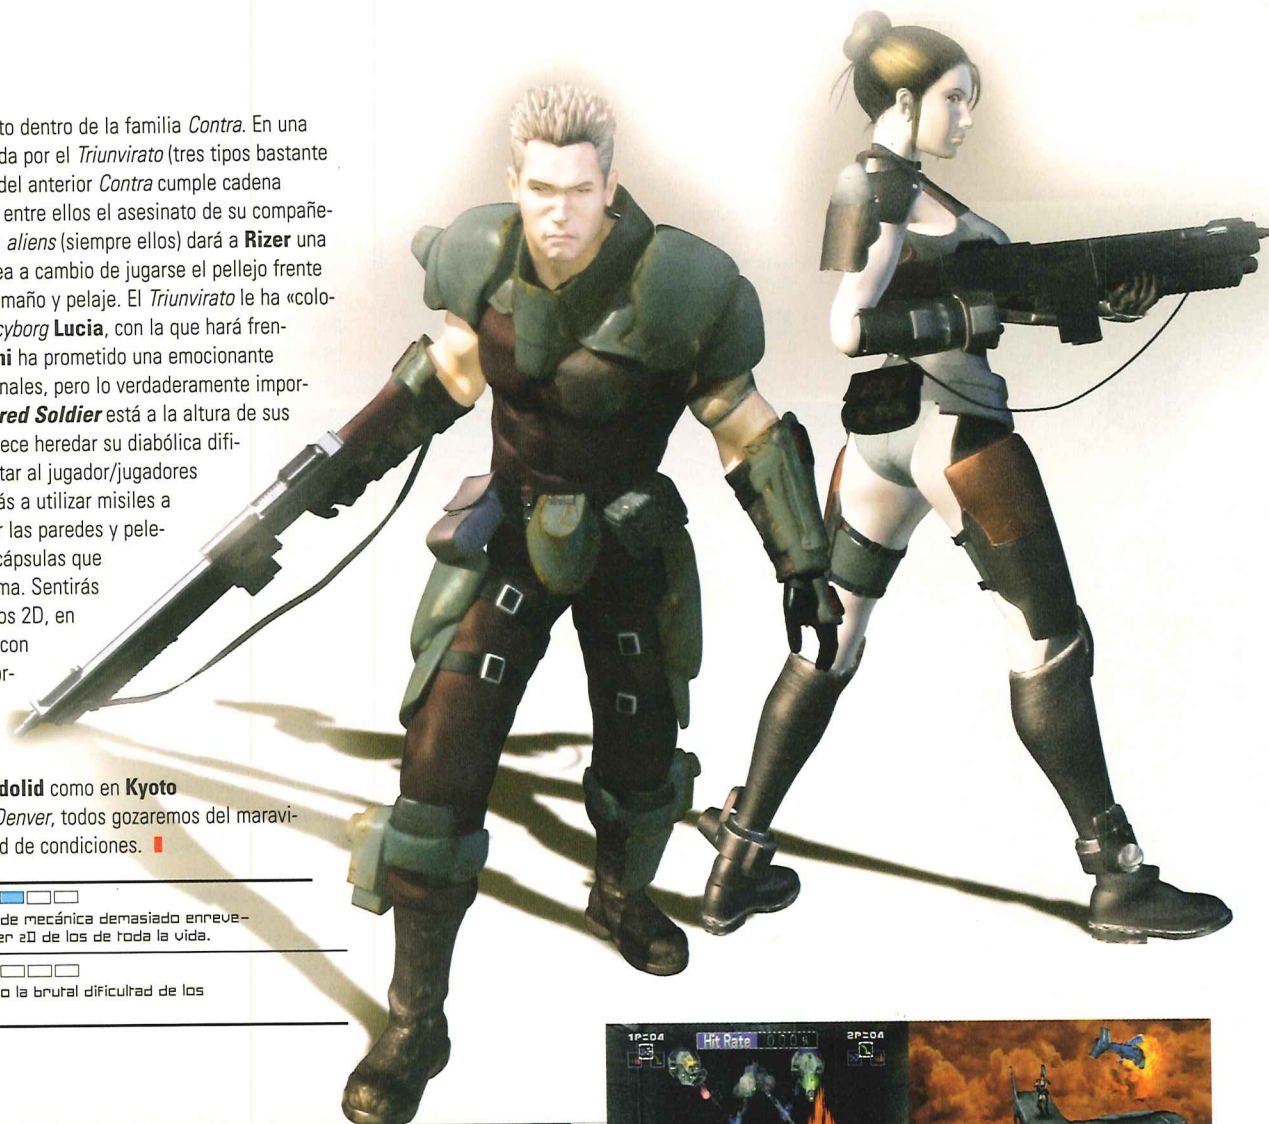 to dentro de la familia Contra. En una
da por el Triunvirato (tres tipos bastante
del anterior Contra cumple cadena
entre ellos el asesinato de su compañe-
aliens (siempre ellos) dará a Rizer una
ea a cambio de jugarse el pellejo frente
maño y pelaje. El Triunvirato le ha «colo-
cyborg Lucia, con la que hará fren-
ni ha prometido una emocionante
nales, pero lo verdaderamente impor-
red Soldier está a la altura de sus
ece heredar su diabólica difi-
tar al jugador/jugadores
ás a utilizar misiles a
r las paredes y pele-
cápsulas que
ma. Sentirás
os 2D, en
con
or-
dolid como en Kyoto
Denver, todos gozaremos del maravi-
d de condiciones.
de mecánica demasiado enreve-
er 2D de los de toda la vida.
o la brutal dificultad de los
1P=04 Hit Rate 000% 2P=04